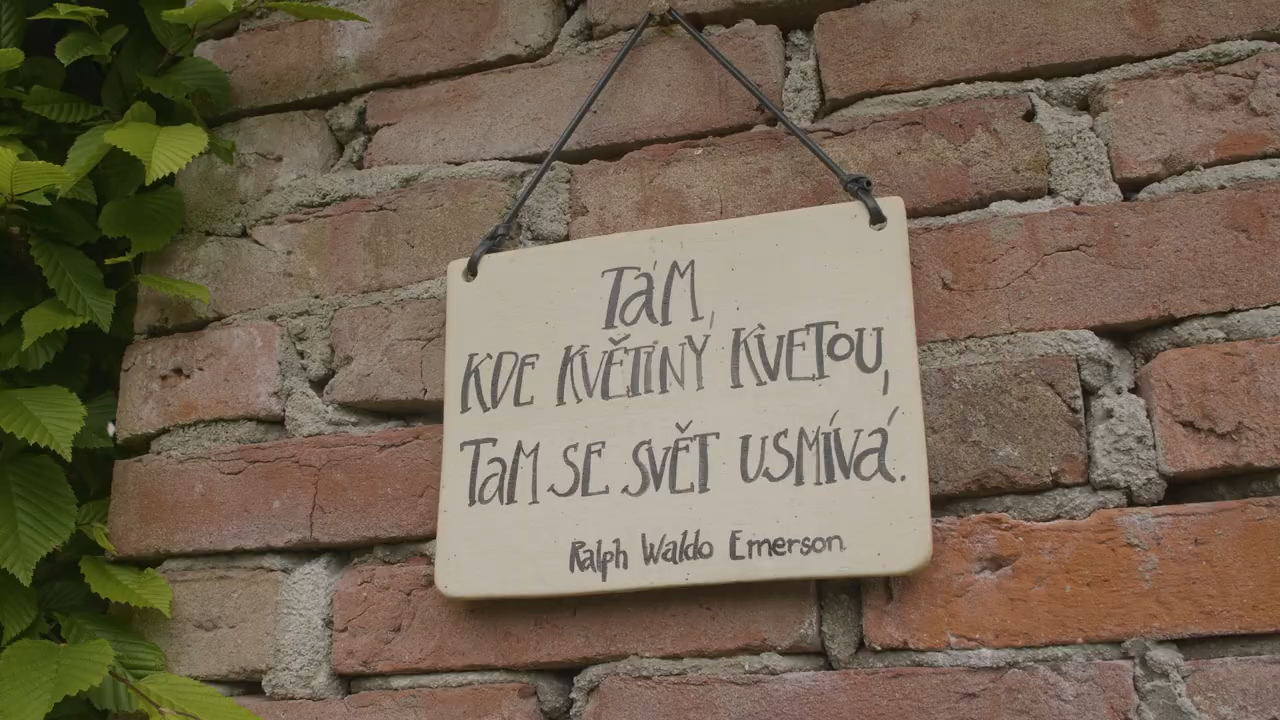 Tam,
KDE KVĚTINY KVETOU,
TaM SE SVĚT USMÍVá.
Ralph Waldo Emerson